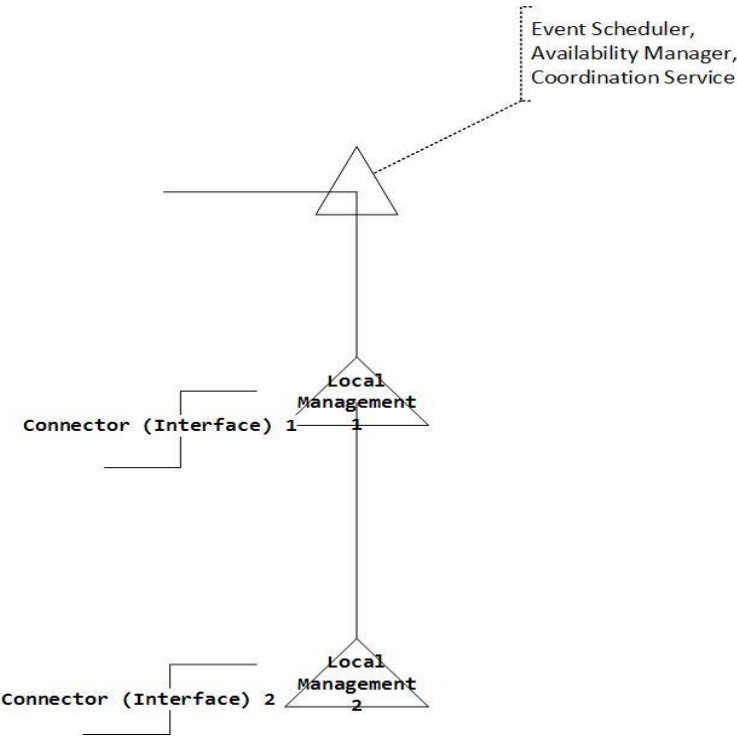 Event Scheduler,
Availability Manager,
Coordination Service
Local
Management
1
Connector (Interface) 1
Local
Management
2
Connector (Interface) 2